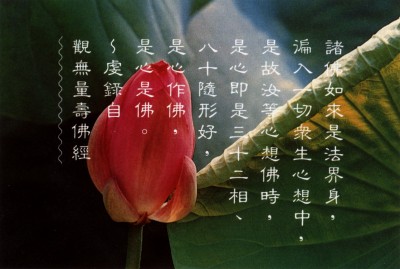 諸佛如來是法界身，
遍入一切眾生心想中，
是故汝等心想佛時，
是心即是三十二相、
八十隨形好，
是心作佛，
是心是佛。
～虔錄自
觀無量壽佛經